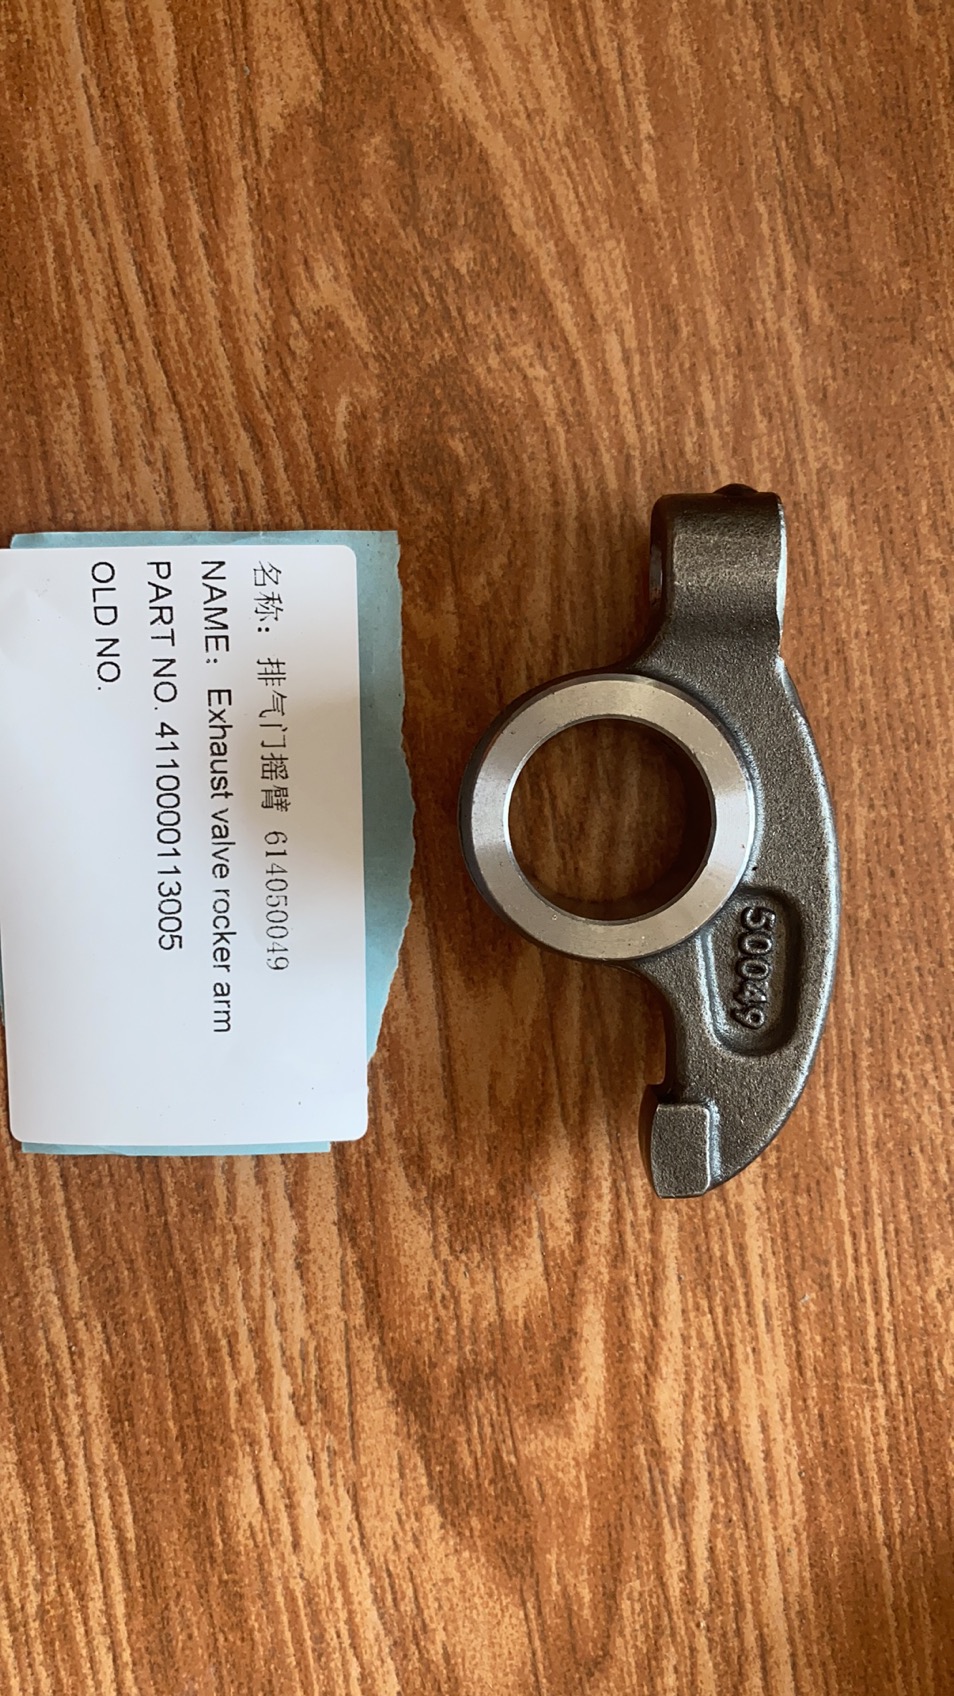 名称: 排气门摇臂 614050049
NAME: Exhaust valve rocker arm
PART NO. 4110000113005
OLD NO.
50049